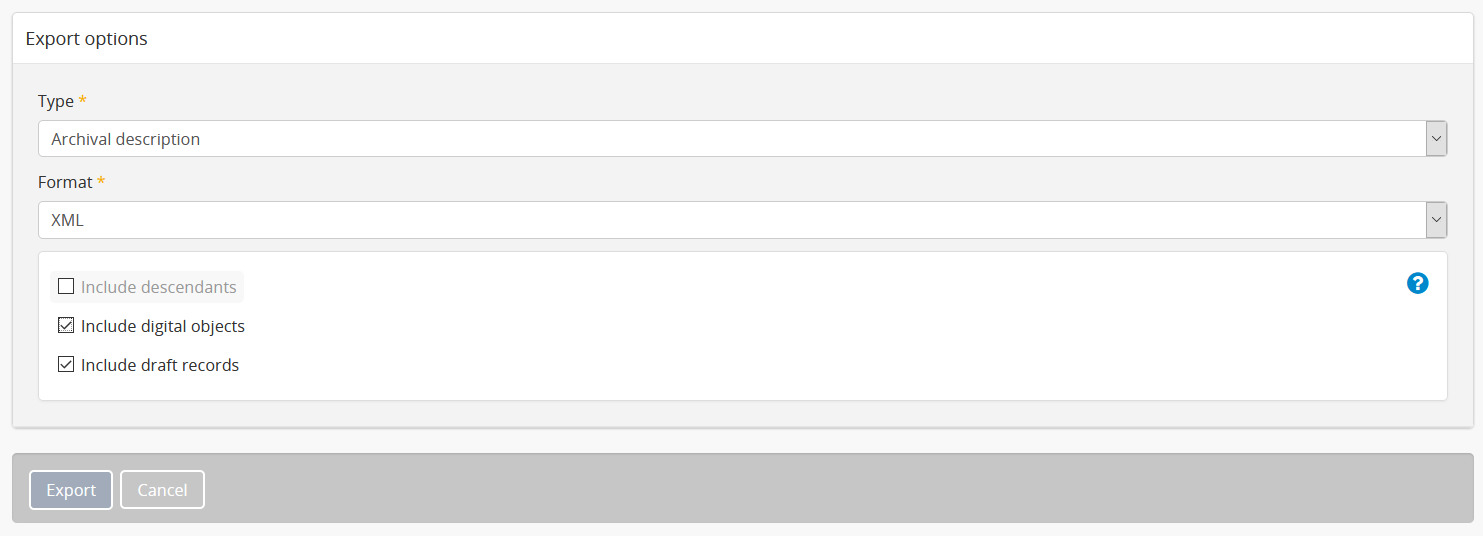 Export options
Type *
Archival description
Format *
XML
Include descendants
?
Include digital objects
Include draft records
Export Cancel